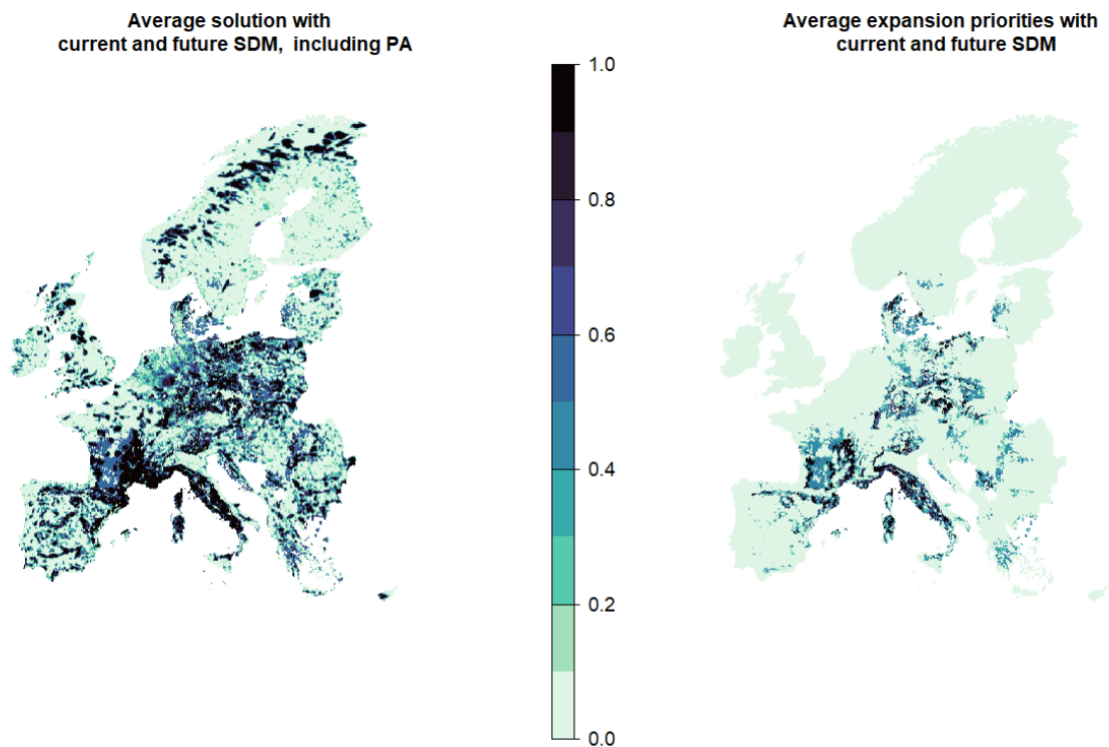 Average solution with
current and future SDM, including PA
Average expansion priorities with
current and future SDM
1.0
0.8
0.6
0.4
0.2
0.0